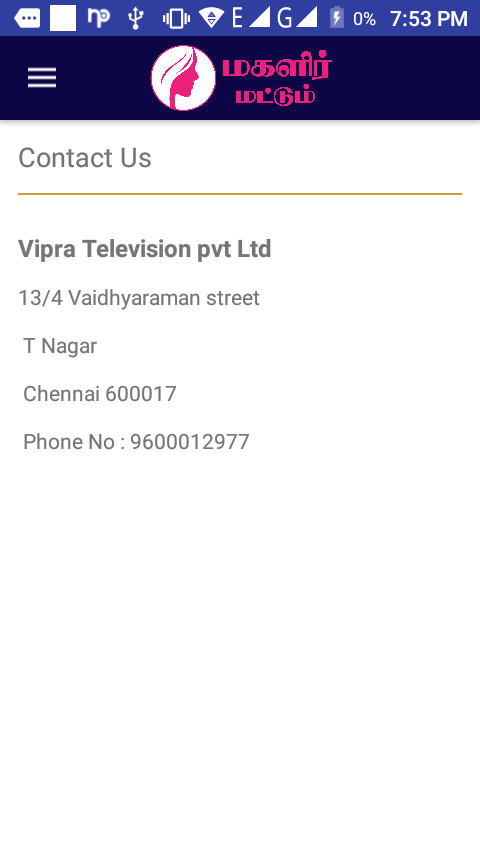 np E G 0% 7:53 PM
மகளிர்
மட்டும்
Contact Us
Vipra Television pvt Ltd
13/4 Vaidhyaraman street
T Nagar
Chennai 600017
Phone No : 9600012977